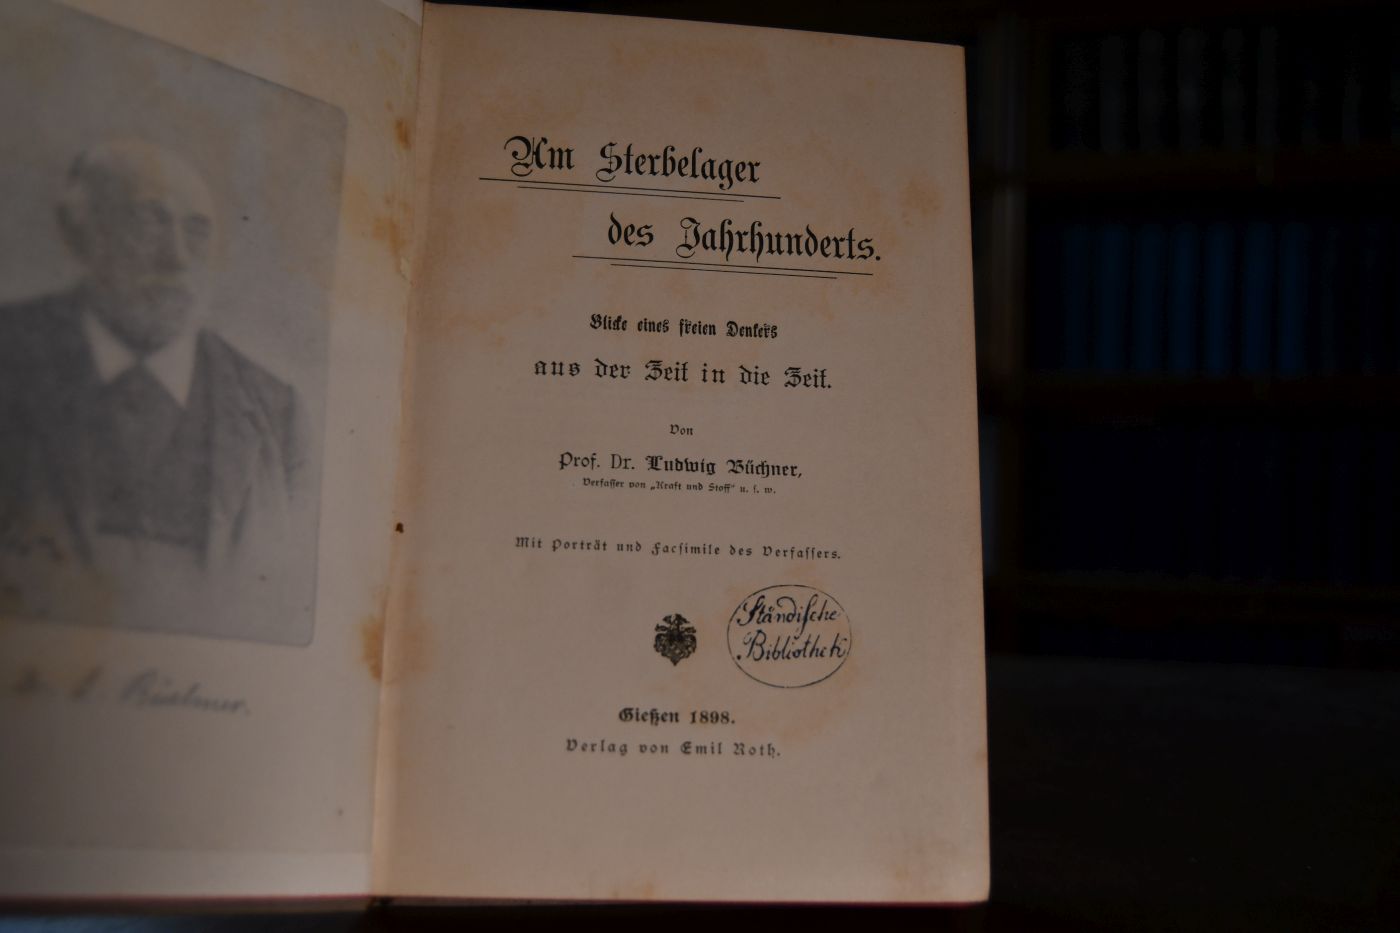 Büchner.
Am Sterbelager
des Jahrhunderts.
Blicke eines freien Denkers
aus der Zeit in die Zeit.
Von
Prof. Dr. Ludwig Büchner,
Verfasser von „Kraft und Stoff“ u. s. w.
Mit Porträt und Facsimile des Verfassers.
Ständische
Bibliothek
Gießen 1898.
Verlag von Emil Roth.